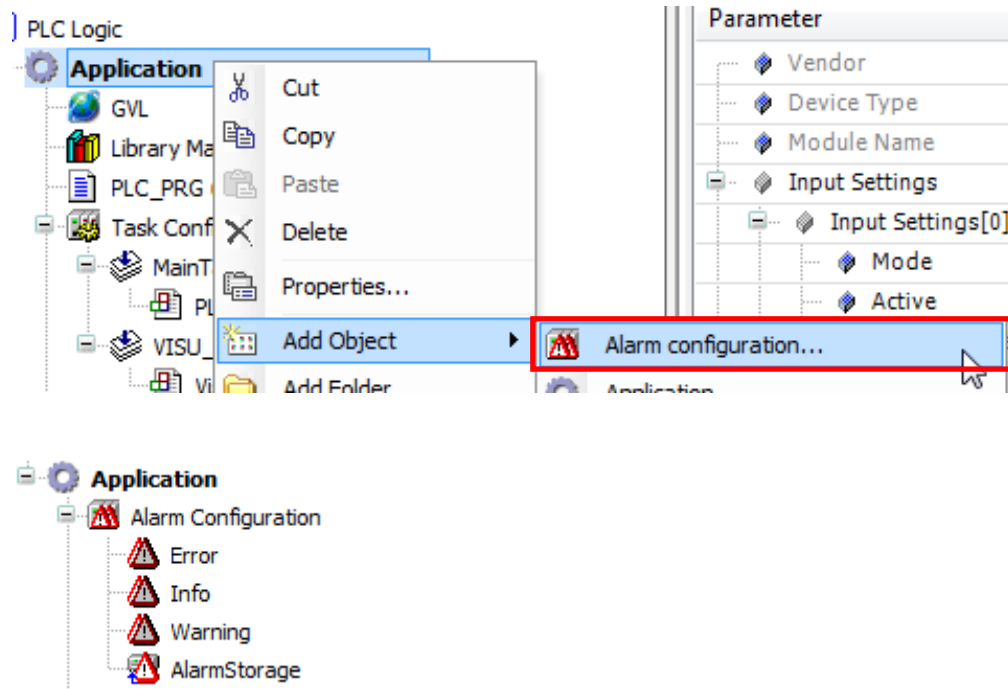 PLC Logic
Application
GVL
Library Ma
PLC_PRG
Task Conf
MainT
PL
VISU_
Vi
Cut
Copy
Paste
Delete
Properties...
Add Object
Add Folder
Alarm configuration...
Application
Parameter
Vendor
Device Type
Module Name
Input Settings
Input Settings[0]
Mode
Active
Application
Alarm Configuration
Error
Info
Warning
AlarmStorage